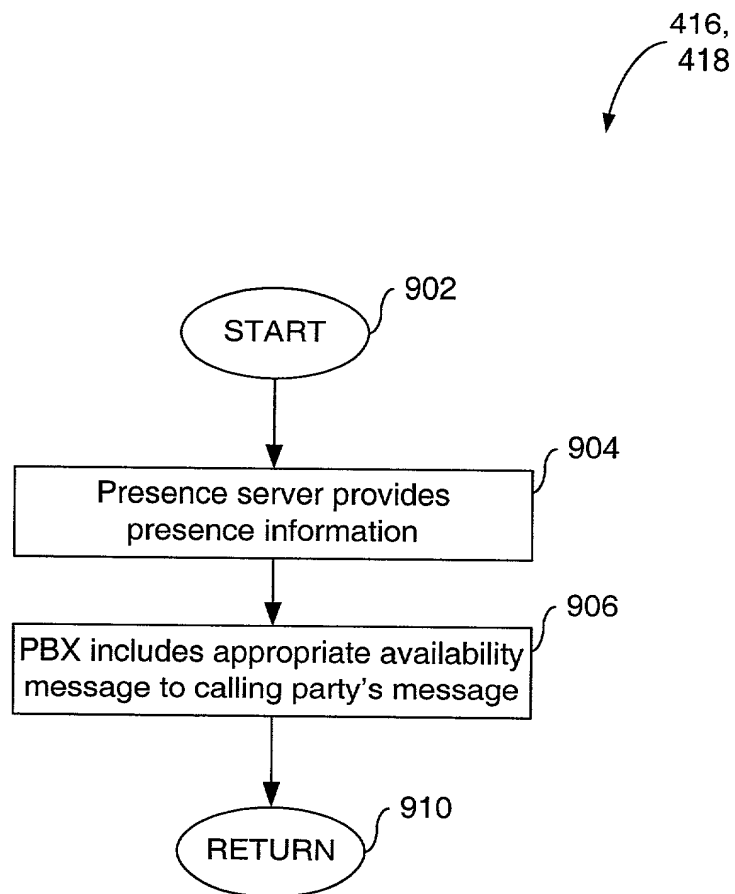 416,
418
902
START
904
Presence server provides
presence information
906
PBX includes appropriate availability
message to calling party's message
910
RETURN